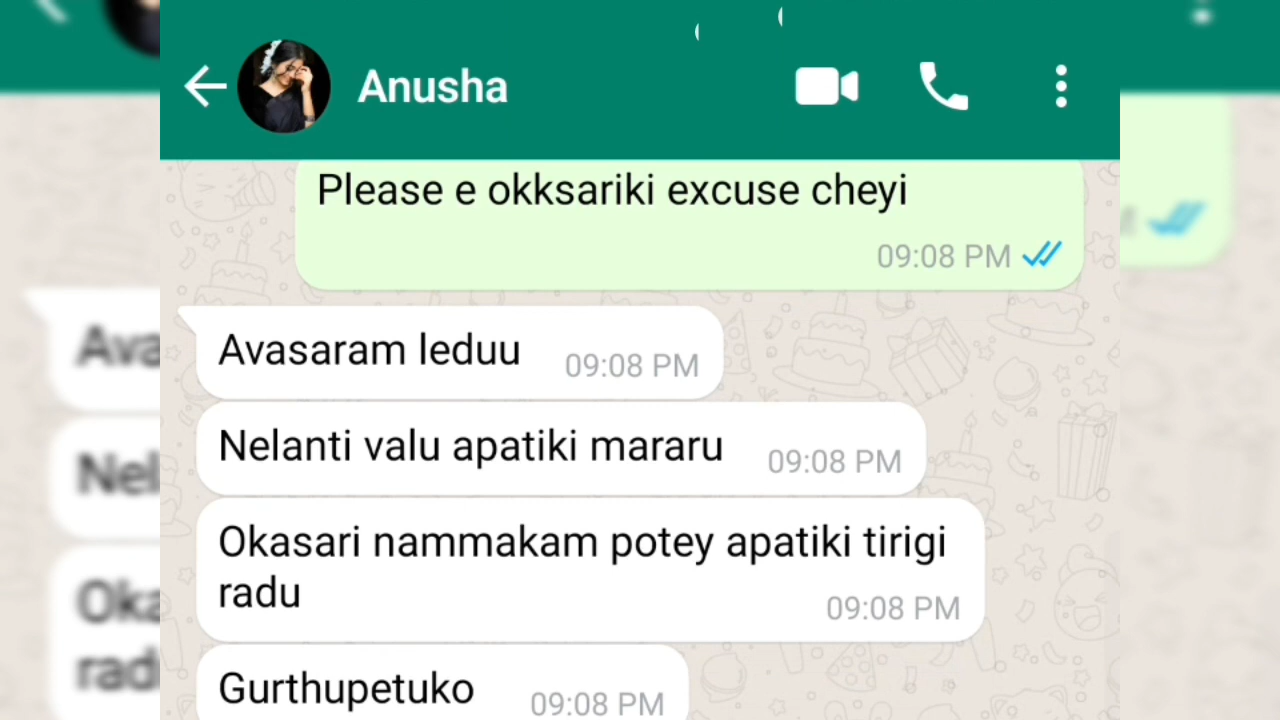 Anusha
Please e okksariki excuse cheyi
09:08 PM
Avasaram leduu
09:08 PM
Nelanti valu apatiki mararu
09:08 PM
Okasari nammakam potey apatiki tirigi
radu
09:08 PM
Gurthupetuko
09:08 PM